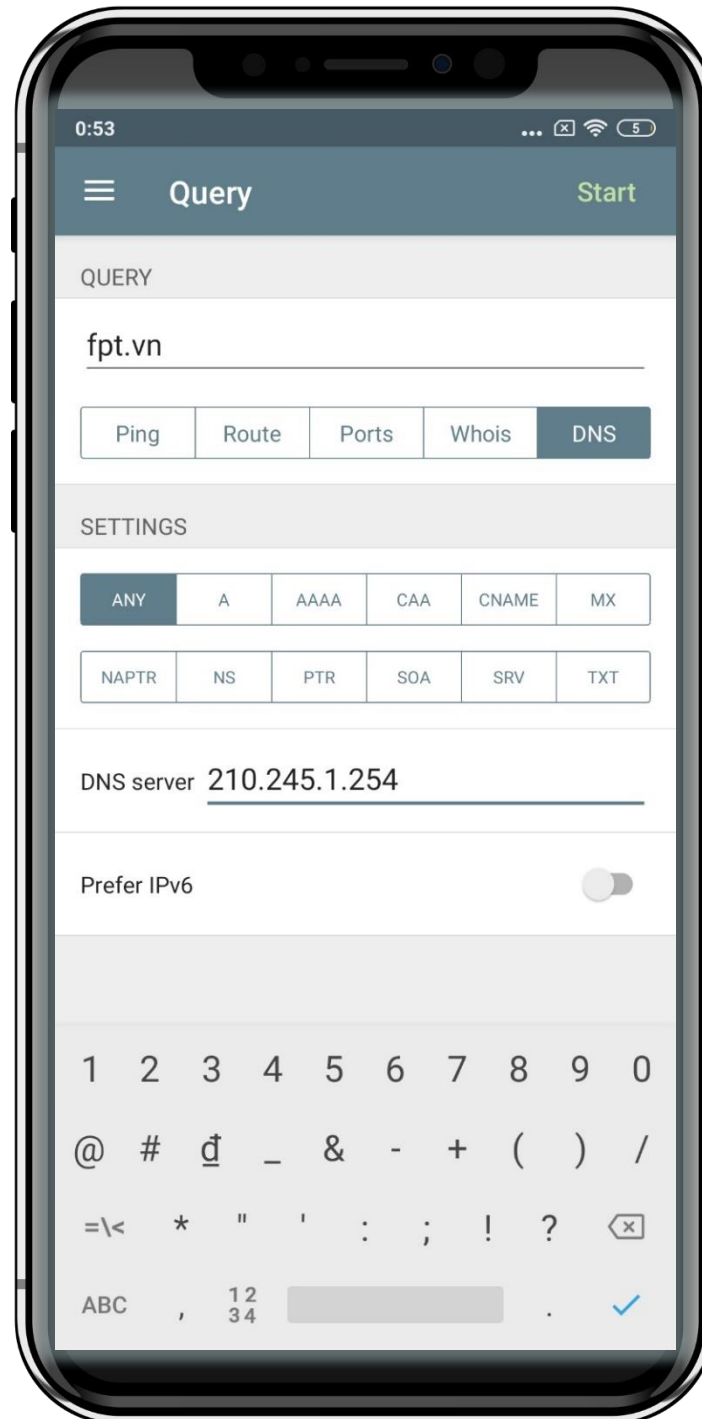 0:53 ... 5
Query Start
QUERY
fpt.vn
Ping Route Ports Whois DNS
SETTINGS
ANY A AAAA CAA CNAME MX
NAPTR NS PTR SOA SRV TXT
DNS server 210.245.1.254
Prefer IPv6
1 2 3 4 5 6 7 8 9 0
@ # ₫ _ & - + ( ) /
=\< * " ' : ; ! ?
ABC , 12 .
34